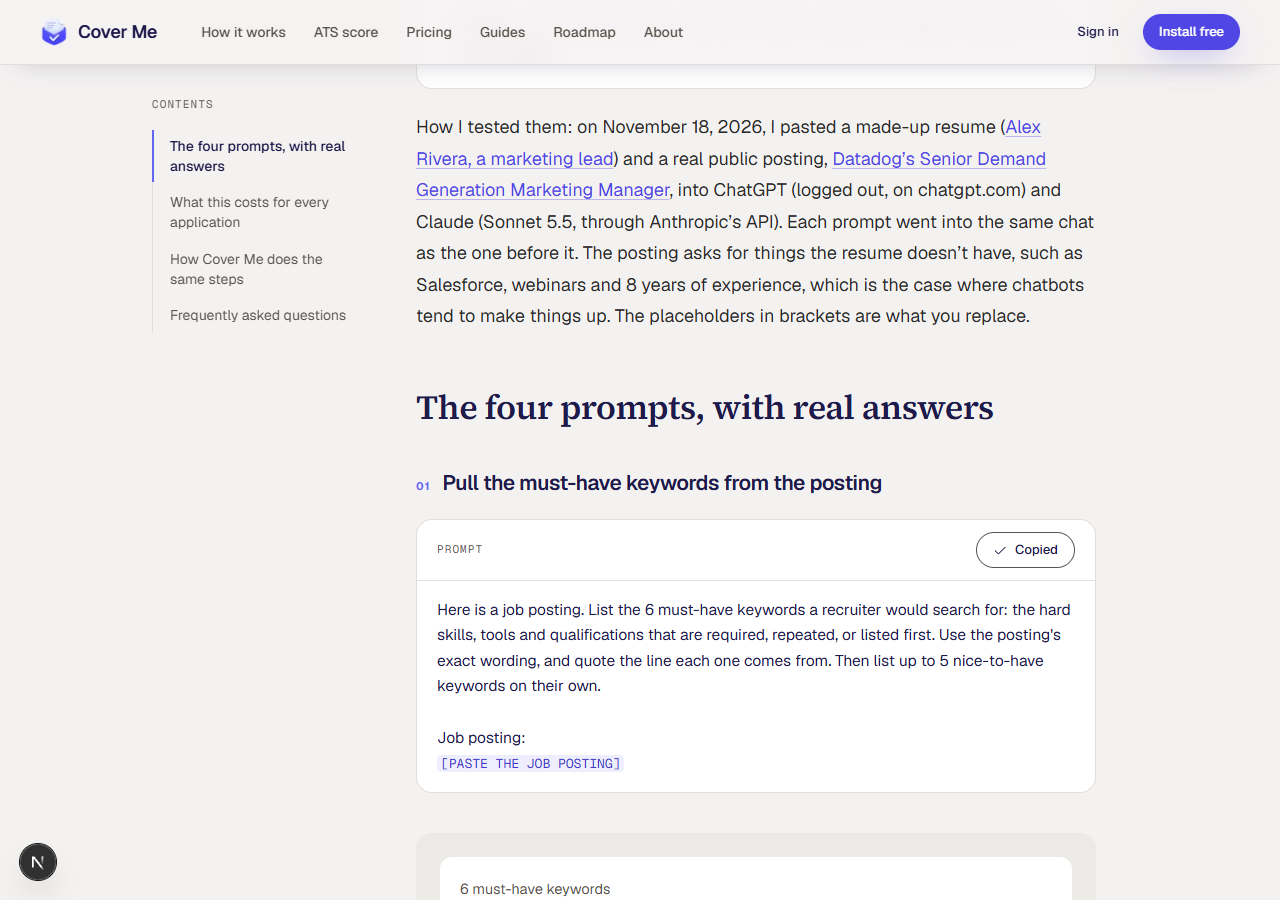 Cover Me
How it works
ATS score
Pricing
Guides
Roadmap
About
Sign in
Install free
CONTENTS
The four prompts, with real
answers
What this costs for every
application
How Cover Me does the
same steps
Frequently asked questions
How I tested them: on November 18, 2026, I pasted a made-up resume (Alex
Rivera, a marketing lead) and a real public posting, Datadog’s Senior Demand
Generation Marketing Manager, into ChatGPT (logged out, on chatgpt.com) and
Claude (Sonnet 5.5, through Anthropic’s API). Each prompt went into the same chat
as the one before it. The posting asks for things the resume doesn’t have, such as
Salesforce, webinars and 8 years of experience, which is the case where chatbots
tend to make things up. The placeholders in brackets are what you replace.
The four prompts, with real answers
01 Pull the must-have keywords from the posting
PROMPT
Copied
Here is a job posting. List the 6 must-have keywords a recruiter would search for: the hard
skills, tools and qualifications that are required, repeated, or listed first. Use the posting's
exact wording, and quote the line each one comes from. Then list up to 5 nice-to-have
keywords on their own.
Job posting:
[PASTE THE JOB POSTING]
N
6 must-have keywords